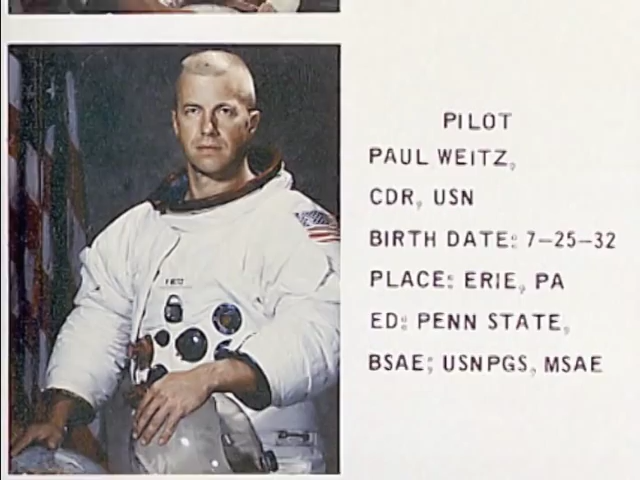 PILOT
PAUL WEITZ,
CDR, USN
BIRTH DATE: 7-25-32
PLACE: ERIE, PA
ED: PENN STATE,
BSAE; USNPGS, MSAE
P. WEITZ